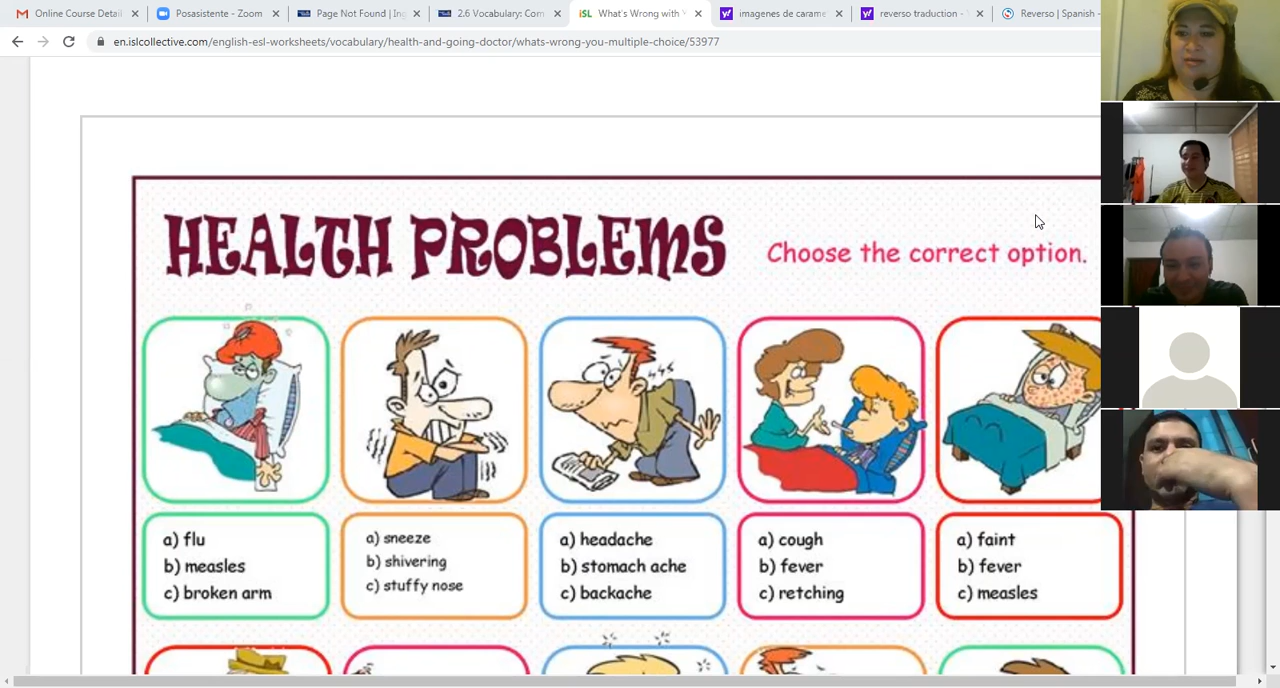 Online Course Detail
Posasistente - Zoom
Page Not Found | In
2.6 Vocabulary: Com
iSL What's Wrong with
imagenes de carame
reverso traduction -
Reverso | Spanish -
en.islcollective.com/english-esl-worksheets/vocabulary/health-and-going-doctor/whats-wrong-you-multiple-choice/53977
HEALTH PROBLEMS
Choose the correct option.
a) flu
b) measles
c) broken arm
a) sneeze
b) shivering
c) stuffy nose
a) headache
b) stomach ache
c) backache
a) cough
b) fever
c) retching
a) faint
b) fever
c) measles